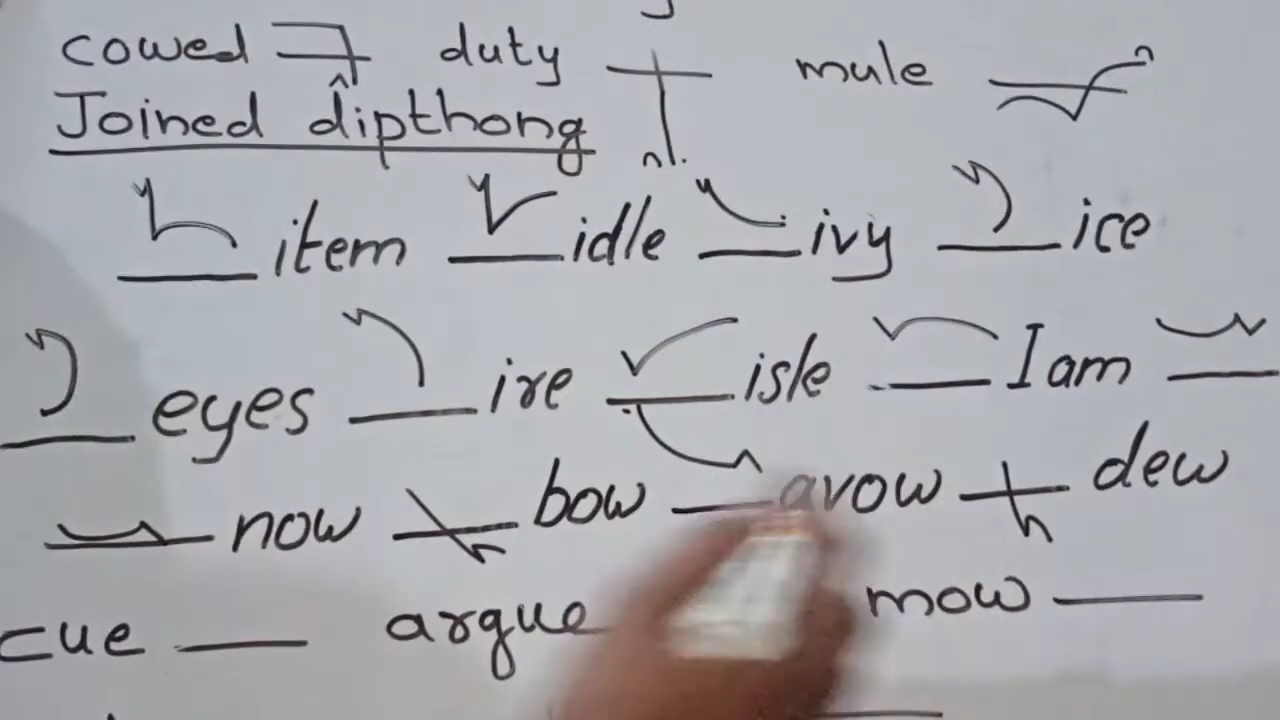 cowed duty mule
Joined dipthong
item idle ivy ice
eyes ire isle I am
now bow avow dew
cue argue mow